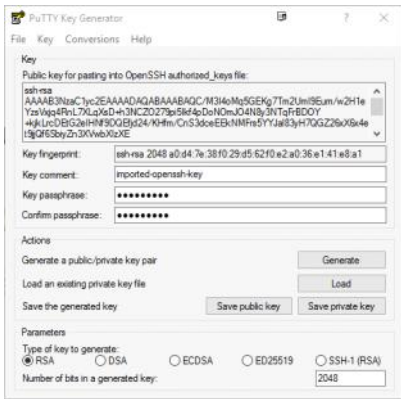 PuTTY Key Generator
File Key Conversions Help
Key
Public key for pasting into OpenSSH authorized_keys file:
ssh-rsa
Key fingerprint: ssh-rsa 2048 a0:d4:7e:38:f0:29:d5:62:f0:e2:a0:36:e1:41:e8:a1
Key comment: imported-openssh-key
Key passphrase: •••••••••
Confirm passphrase: •••••••••
Actions
Generate a public/private key pair Generate
Load an existing private key file Load
Save the generated key Save public key Save private key
Parameters
Type of key to generate:
RSA DSA ECDSA ED25519 SSH-1 (RSA)
Number of bits in a generated key: 2048